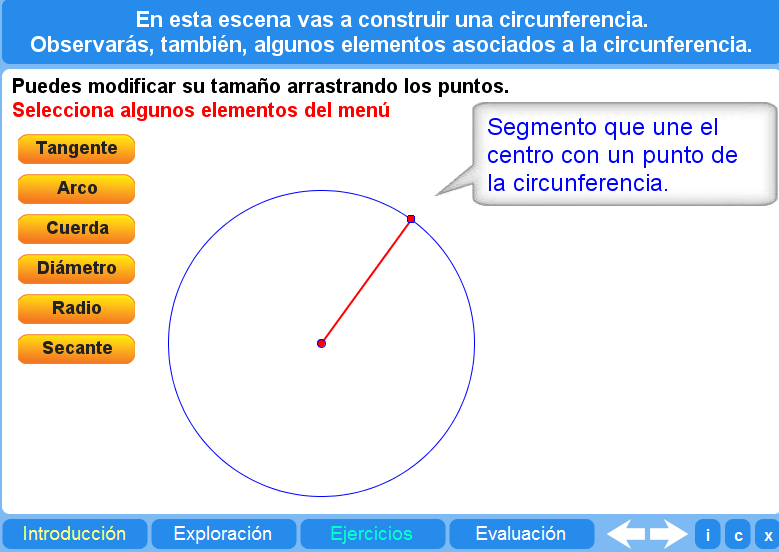 En esta escena vas a construir una circunferencia.
Observarás, también, algunos elementos asociados a la circunferencia.
Puedes modificar su tamaño arrastrando los puntos.
Selecciona algunos elementos del menú
Segmento que une el
centro con un punto de
la circunferencia.
Tangente
Arco
Cuerda
Diámetro
Radio
Secante
Introducción
Exploración
Ejercicios
Evaluación
i
c
x